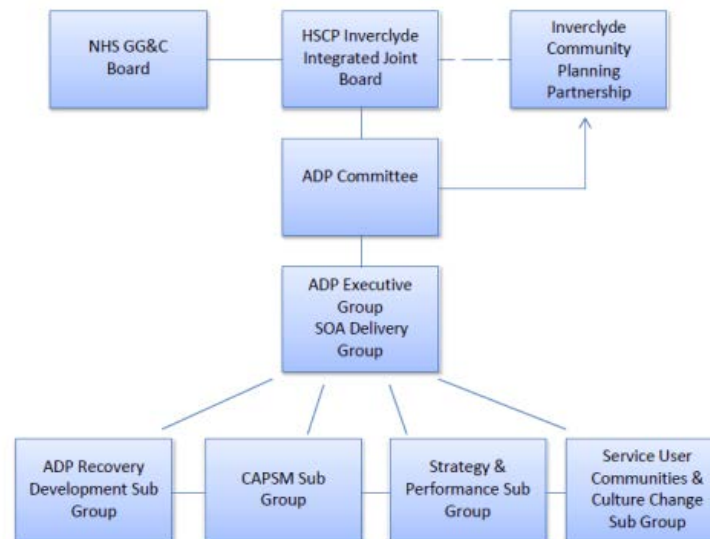 NHS GG&C
Board
HSCP Inverclyde
Integrated Joint
Board
Inverclyde
Community
Planning
Partnership
ADP Committee
ADP Executive
Group
SOA Delivery
Group
ADP Recovery
Development Sub
Group
CAPSM Sub
Group
Strategy &
Performance Sub
Group
Service User
Communities &
Culture Change
Sub Group